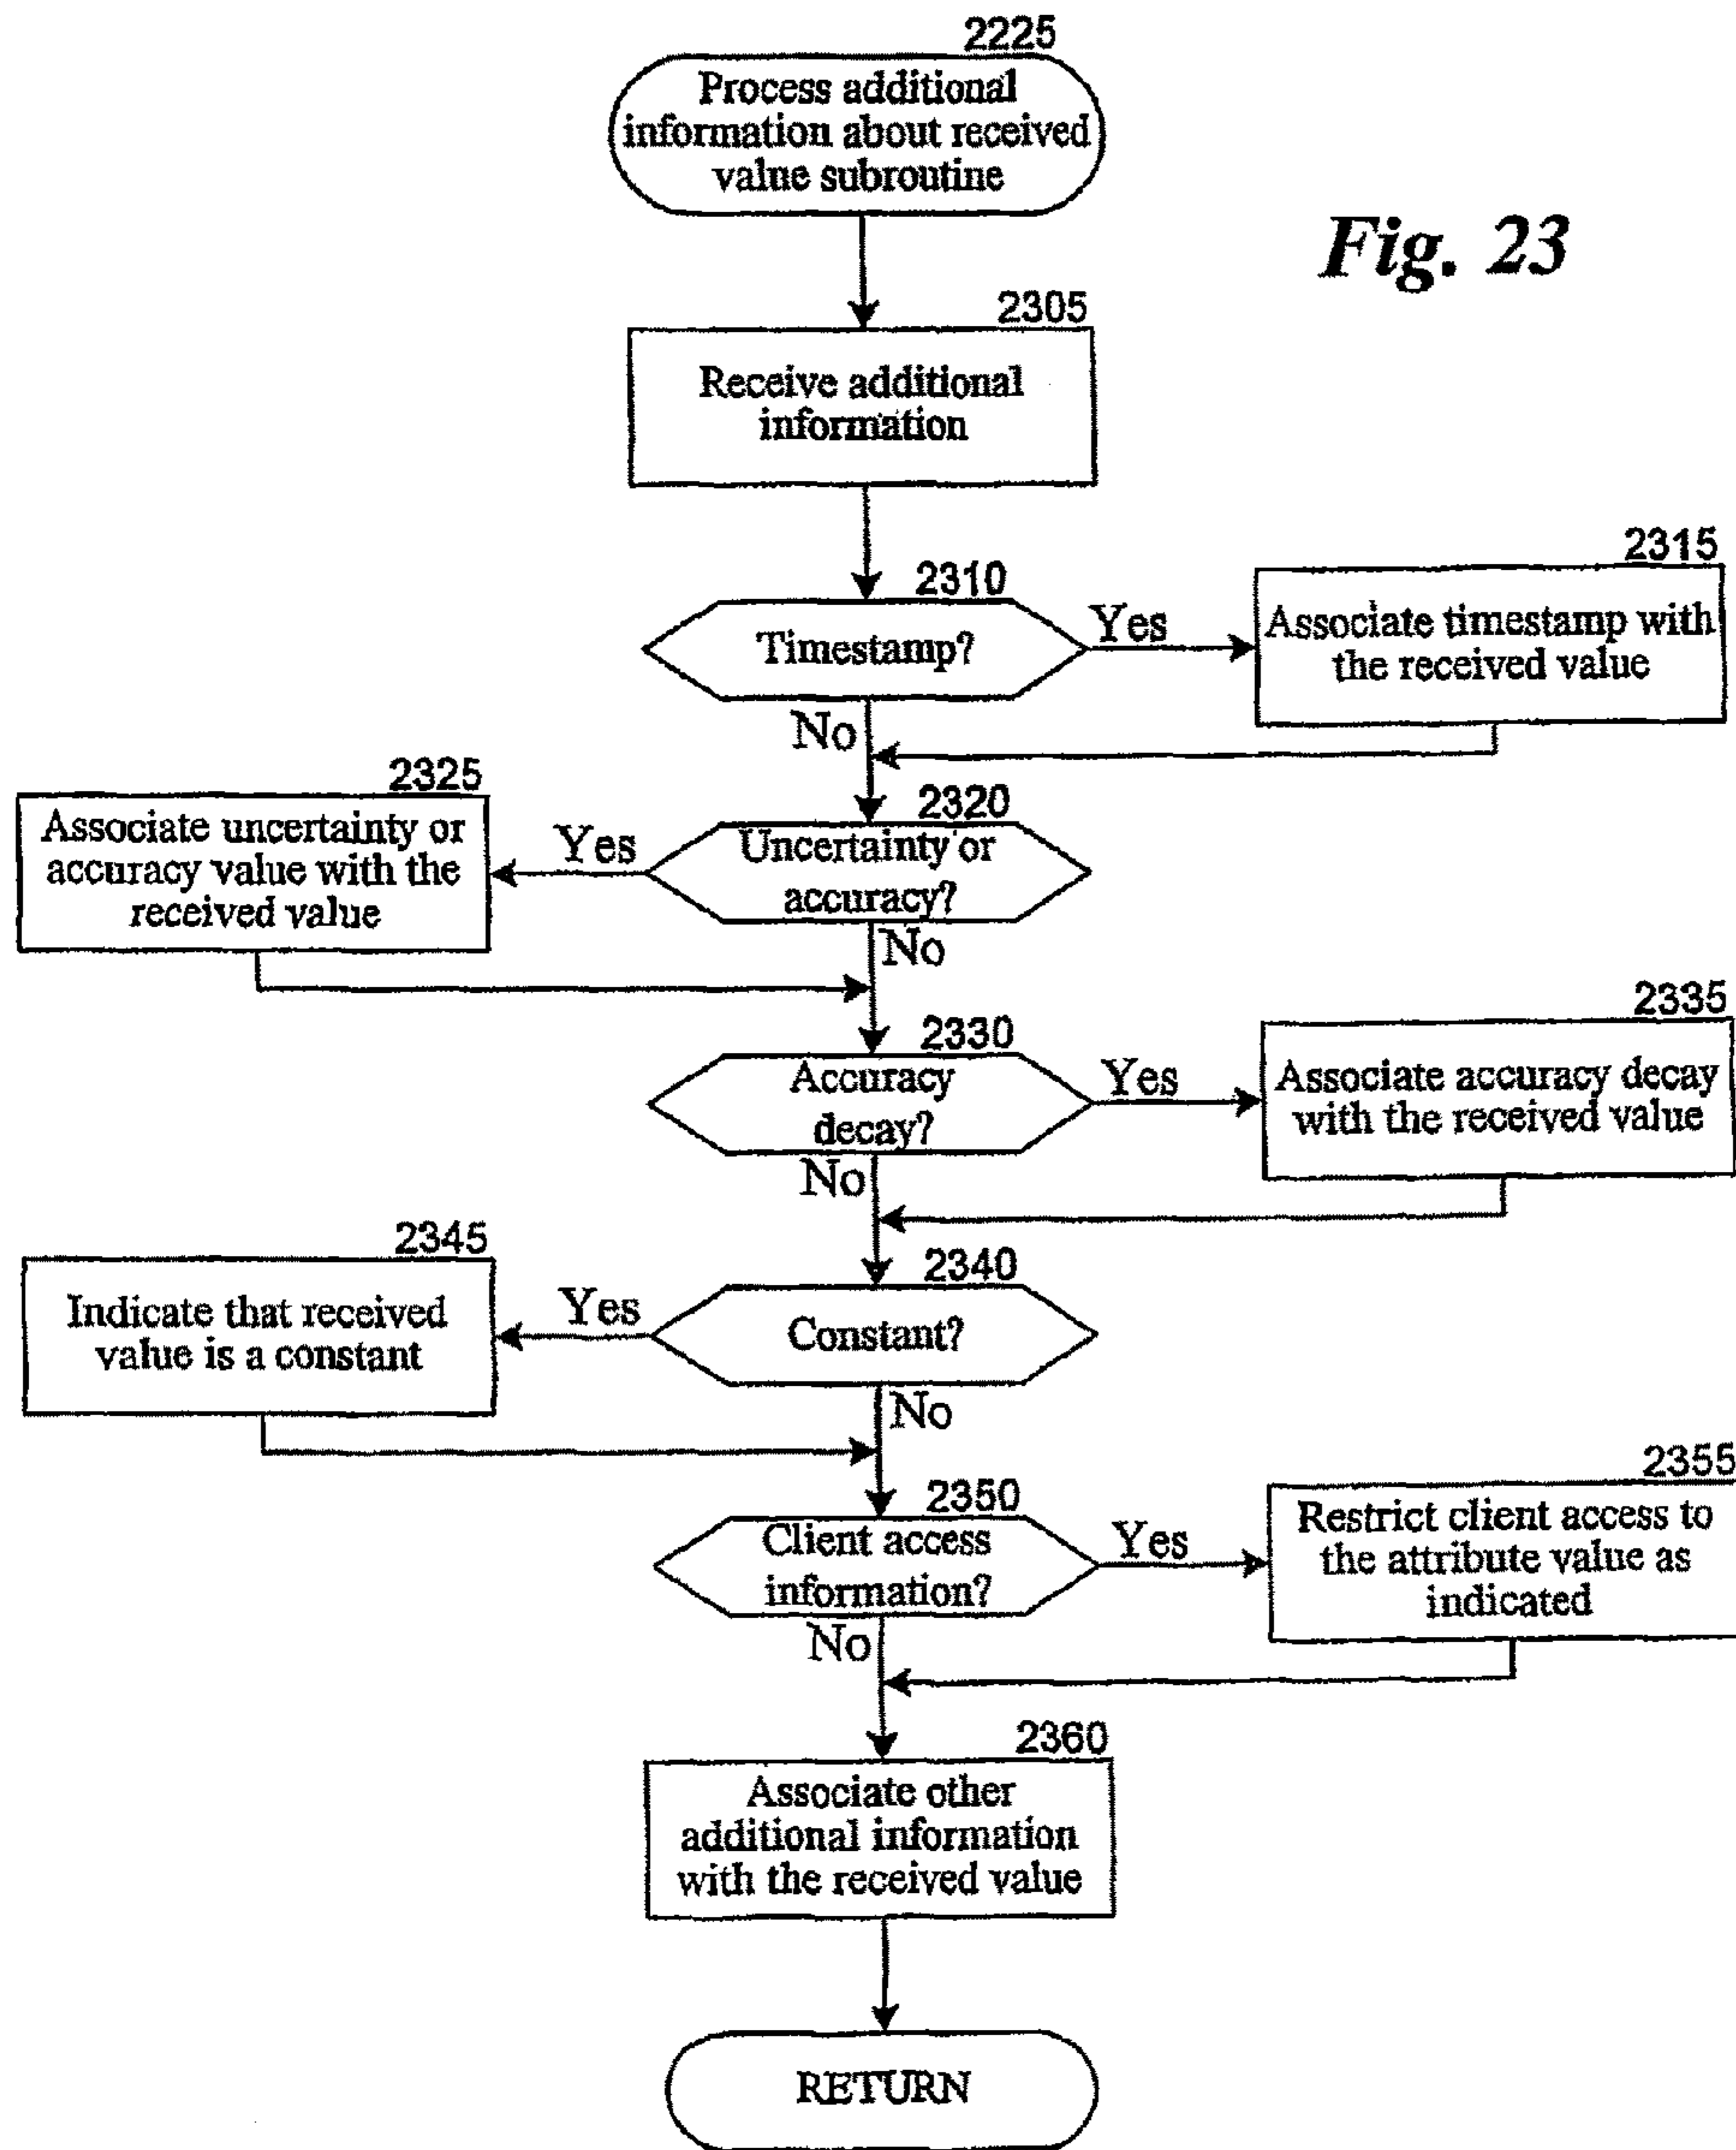 2225
Process additional
information about received
value subroutine
Fig. 23
2305
Receive additional
information
2310
Timestamp?
Yes
No
2315
Associate timestamp with
the received value
2320
Uncertainty or
accuracy?
Yes
No
2325
Associate uncertainty or
accuracy value with the
received value
2330
Accuracy
decay?
Yes
No
2335
Associate accuracy decay
with the received value
2340
Constant?
Yes
No
2345
Indicate that received
value is a constant
2350
Client access
information?
Yes
No
2355
Restrict client access to
the attribute value as
indicated
2360
Associate other
additional information
with the received value
RETURN